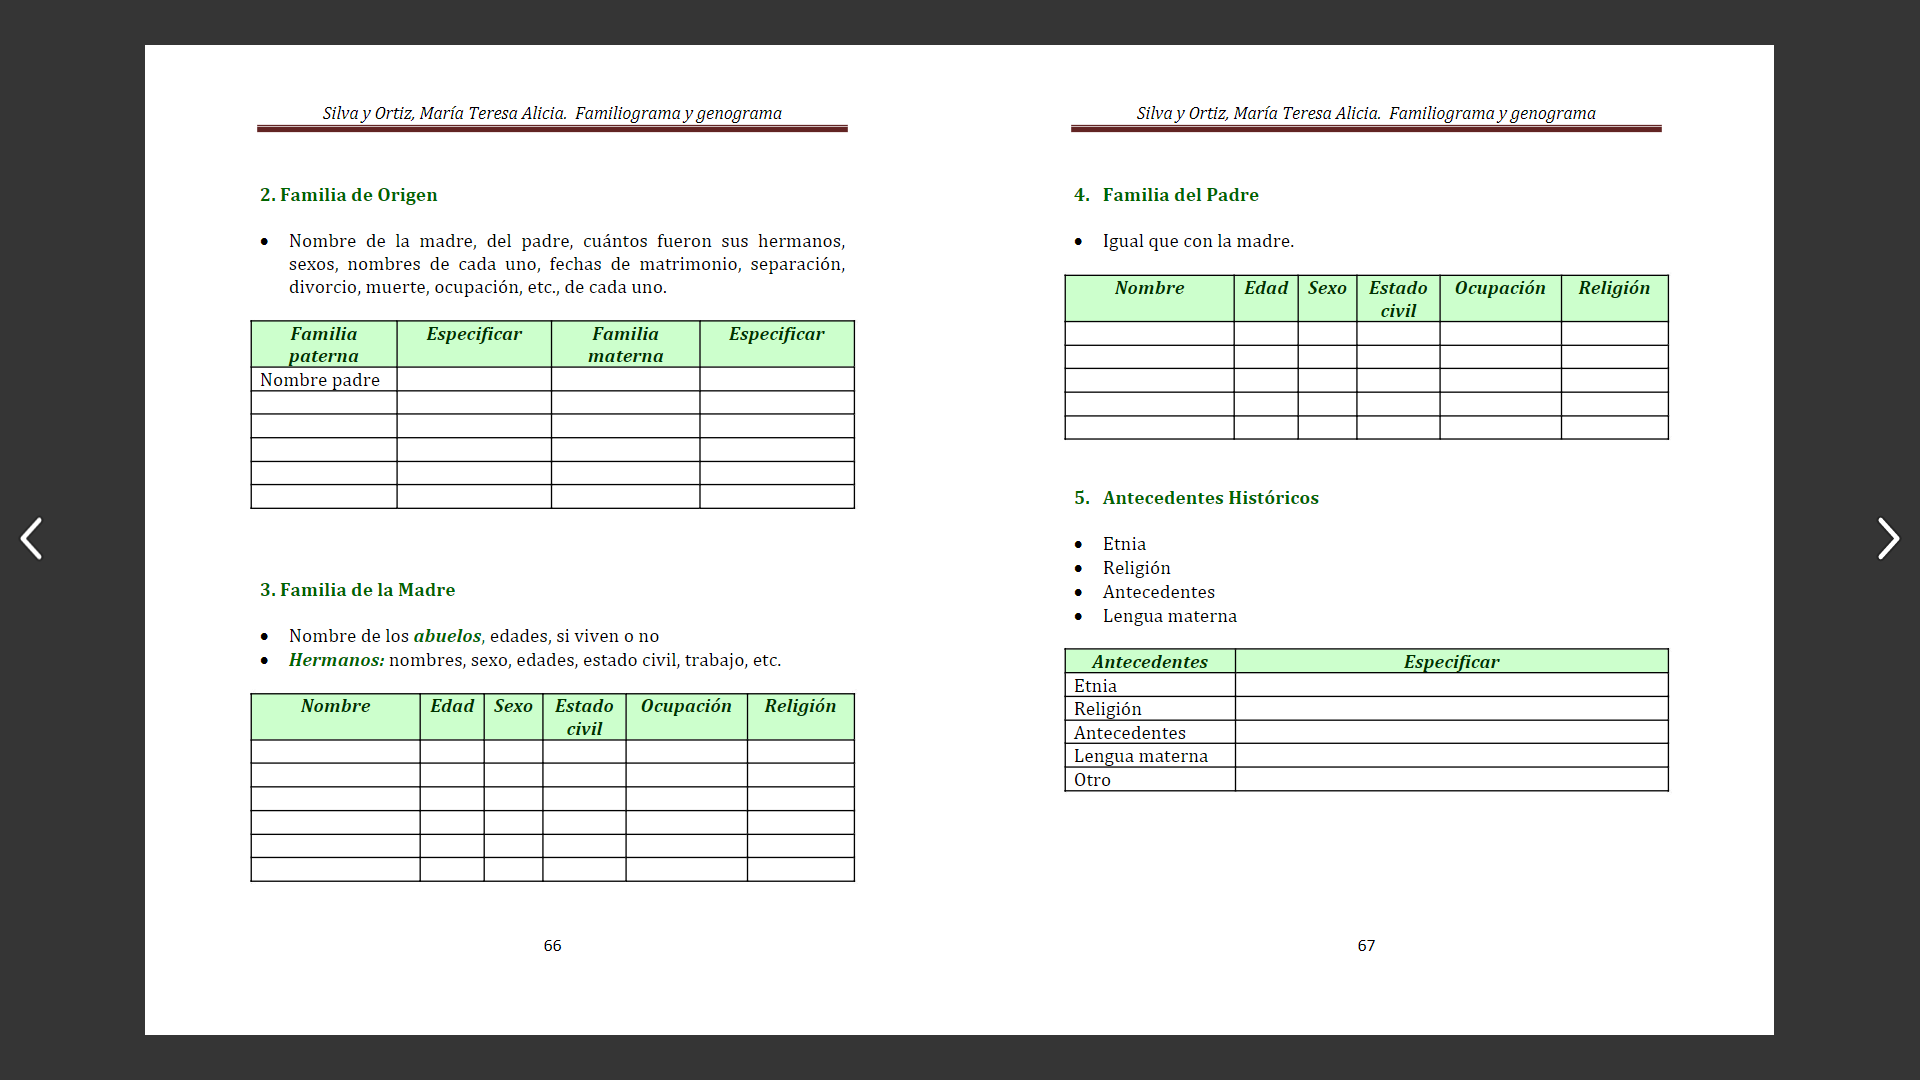 Silva y Ortiz, María Teresa Alicia.  Familiograma y genograma
2. Familia de Origen
• Nombre de la madre, del padre, cuántos fueron sus hermanos,
sexos, nombres de cada uno, fechas de matrimonio, separación,
divorcio, muerte, ocupación, etc., de cada uno.
Familia paterna Especificar Familia materna Especificar
Nombre padre
3. Familia de la Madre
• Nombre de los abuelos, edades, si viven o no
• Hermanos: nombres, sexo, edades, estado civil, trabajo, etc.
Nombre Edad Sexo Estado civil Ocupación Religión
66
Silva y Ortiz, María Teresa Alicia.  Familiograma y genograma
4. Familia del Padre
• Igual que con la madre.
Nombre Edad Sexo Estado civil Ocupación Religión
5. Antecedentes Históricos
• Etnia
• Religión
• Antecedentes
• Lengua materna
Antecedentes Especificar
Etnia
Religión
Antecedentes
Lengua materna
Otro
67